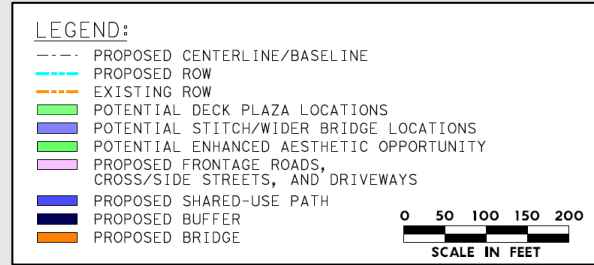 LEGEND:
PROPOSED CENTERLINE/BASELINE
PROPOSED ROW
EXISTING ROW
POTENTIAL DECK PLAZA LOCATIONS
POTENTIAL STITCH/WIDER BRIDGE LOCATIONS
POTENTIAL ENHANCED AESTHETIC OPPORTUNITY
PROPOSED FRONTAGE ROADS,
CROSS/SIDE STREETS, AND DRIVEWAYS
PROPOSED SHARED-USE PATH
PROPOSED BUFFER
PROPOSED BRIDGE
0 50 100 150 200
SCALE IN FEET